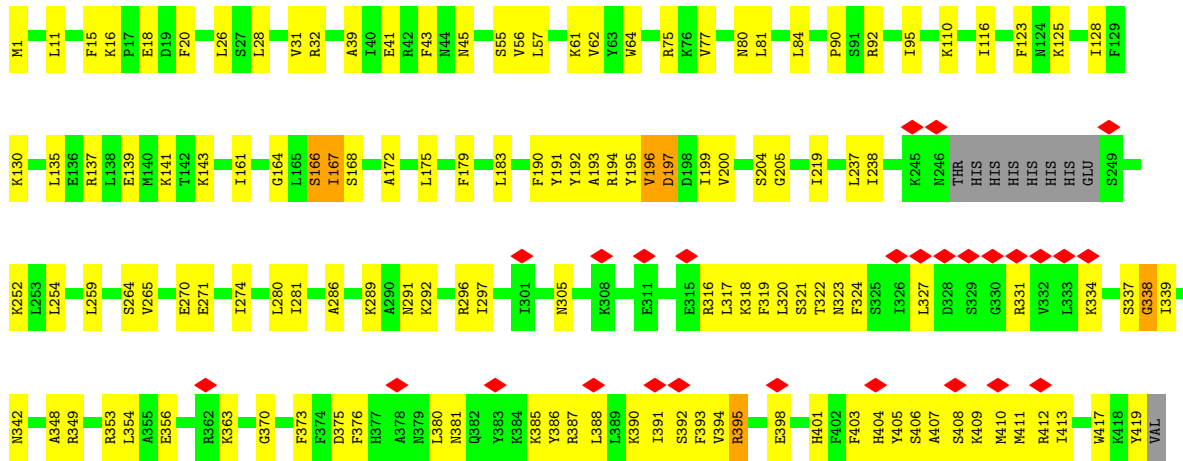 M1 L11 F15 K16 P17 E18 D19 F20 L26 S27 L28 V31 R32 A39 I40 E41 R42 F43 N44 N45 S55 V56 L57 K61 V62 Y63 W64 R75 K76 V77 N80 L81 L84 P90 S91 R92 I95 K110 I116 F123 N124 K125 I128 F129
K130 L135 E136 R137 L138 E139 M140 K141 T142 K143 I161 G164 L165 S166 I167 S168 A172 L175 F179 L183 F190 Y191 Y192 A193 R194 Y195 V196 D197 D198 I199 V200 S204 G205 I219 L237 I238 K245 N246 THR HIS HIS HIS HIS HIS HIS GLU S249
K252 L253 L254 L259 S264 V265 E270 E271 I274 L280 I281 A286 K289 A290 N291 K292 R296 I297 I301 N305 K308 E311 E315 R316 L317 K318 F319 L320 S321 T322 N323 F324 S325 I326 L327 D328 S329 G330 R331 V332 L333 K334 S337 G338 I339
N342 A348 R349 R353 L354 A355 E356 R362 K363 G370 F373 F374 D375 F376 H377 A378 N379 L380 N381 Q382 Y383 K384 K385 Y386 R387 L388 L389 K390 I391 S392 F393 V394 R395 E398 H401 F402 F403 H404 Y405 S406 A407 S408 K409 M410 M411 R412 I413 W417 K418 Y419 VAL